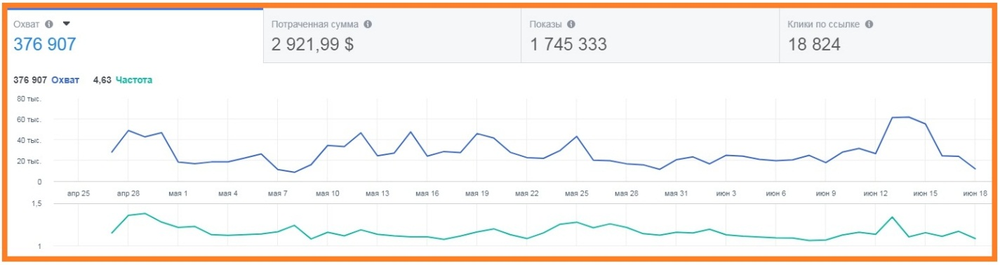 Охват
376 907
Потраченная сумма
2 921,99 $
Показы
1 745 333
Клики по ссылке
18 824
376 907 Охват 4,63 Частота
80 тыс.
60 тыс.
40 тыс.
20 тыс.
0
апр 25 апр 28 мая 1 мая 4 мая 7 мая 10 мая 13 мая 16 мая 19 мая 22 мая 25 мая 28 мая 31 июн 3 июн 6 июн 9 июн 12 июн 15 июн 18
1,5
1